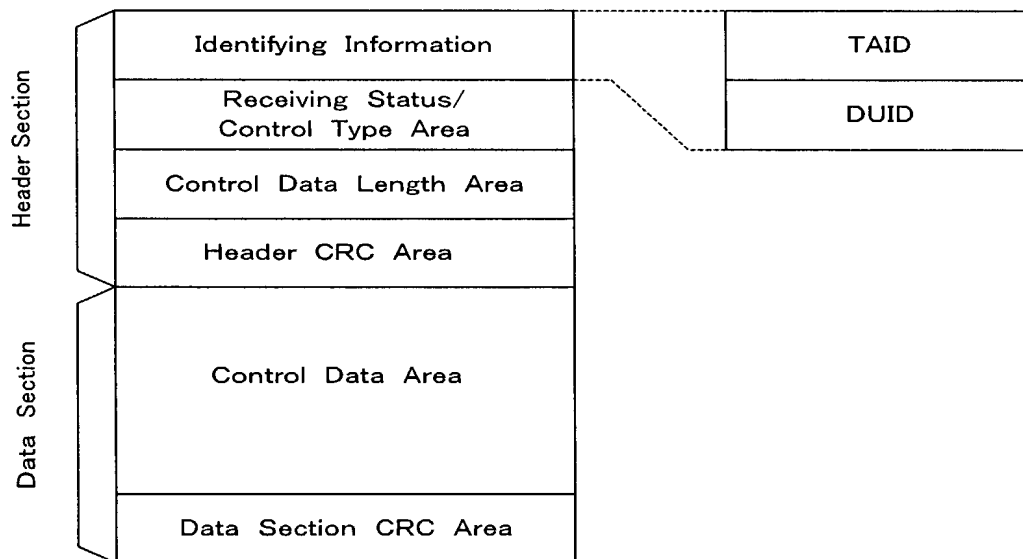 Header Section
Identifying Information
Receiving Status/
Control Type Area
Control Data Length Area
Header CRC Area
Data Section
Control Data Area
Data Section CRC Area
TAID
DUID